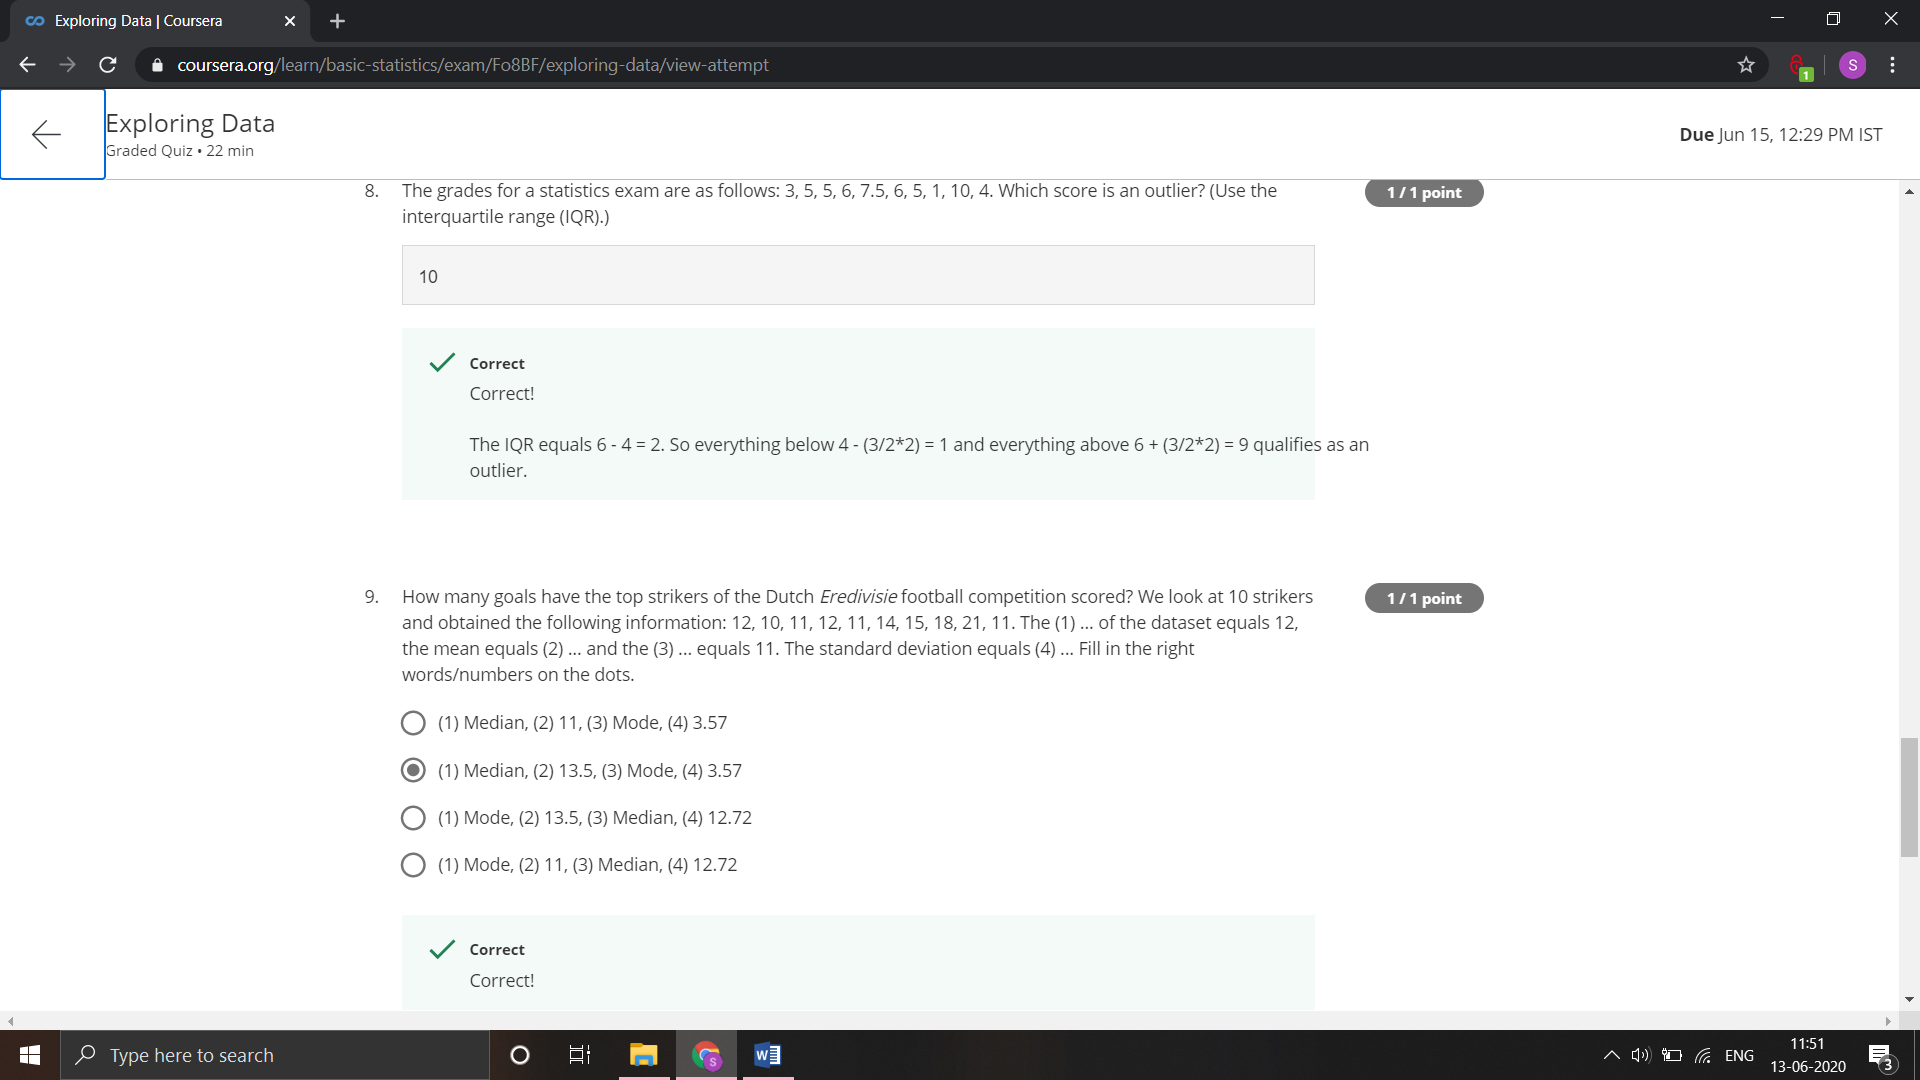 Exploring Data | Coursera
coursera.org/learn/basic-statistics/exam/Fo8BF/exploring-data/view-attempt
1
S
Exploring Data
Graded Quiz • 22 min
Due Jun 15, 12:29 PM IST
8. The grades for a statistics exam are as follows: 3, 5, 5, 6, 7.5, 6, 5, 1, 10, 4. Which score is an outlier? (Use the
interquartile range (IQR).)
1 / 1 point
10
Correct
Correct!
The IQR equals 6 - 4 = 2. So everything below 4 - (3/2*2) = 1 and everything above 6 + (3/2*2) = 9 qualifies as an
outlier.
9. How many goals have the top strikers of the Dutch Eredivisie football competition scored? We look at 10 strikers
and obtained the following information: 12, 10, 11, 12, 11, 14, 15, 18, 21, 11. The (1) ... of the dataset equals 12,
the mean equals (2) ... and the (3) ... equals 11. The standard deviation equals (4) ... Fill in the right
words/numbers on the dots.
1 / 1 point
(1) Median, (2) 11, (3) Mode, (4) 3.57
(1) Median, (2) 13.5, (3) Mode, (4) 3.57
(1) Mode, (2) 13.5, (3) Median, (4) 12.72
(1) Mode, (2) 11, (3) Median, (4) 12.72
Correct
Correct!
Type here to search
S
W
ENG
11:51
13-06-2020
3